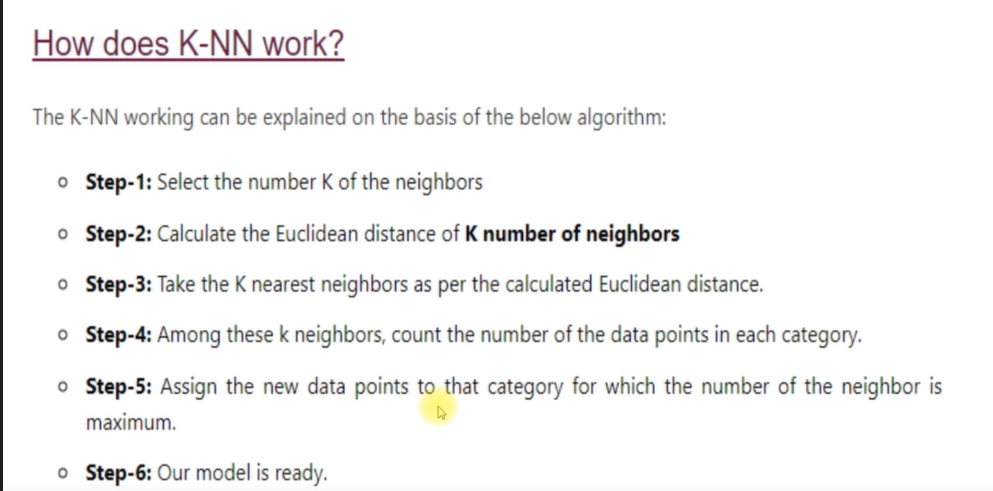 How does K-NN work?
The K-NN working can be explained on the basis of the below algorithm:
Step-1: Select the number K of the neighbors
Step-2: Calculate the Euclidean distance of K number of neighbors
Step-3: Take the K nearest neighbors as per the calculated Euclidean distance.
Step-4: Among these k neighbors, count the number of the data points in each category.
Step-5: Assign the new data points to that category for which the number of the neighbor is
maximum.
Step-6: Our model is ready.